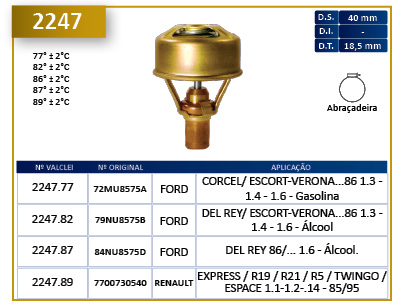 2247
D.S. 40 mm
D.I. -
D.T. 18,5 mm
77° ± 2°C
82° ± 2°C
86° ± 2°C
87° ± 2°C
89° ± 2°C
Abraçadeira
Nº VALCLEI Nº ORIGINAL APLICAÇÃO
2247.77 72MU8575A FORD CORCEL/ ESCORT-VERONA...86 1.3 -
1.4 - 1.6 - Gasolina
2247.82 79NU8575B FORD DEL REY/ ESCORT-VERONA...86 1.3 -
1.4 - 1.6 - Álcool
2247.87 84NU8575D FORD DEL REY 86/... 1.6 - Álcool.
2247.89 7700730540 RENAULT EXPRESS / R19 / R21 / R5 / TWINGO /
ESPACE 1.1-1.2-.14 - 85/95